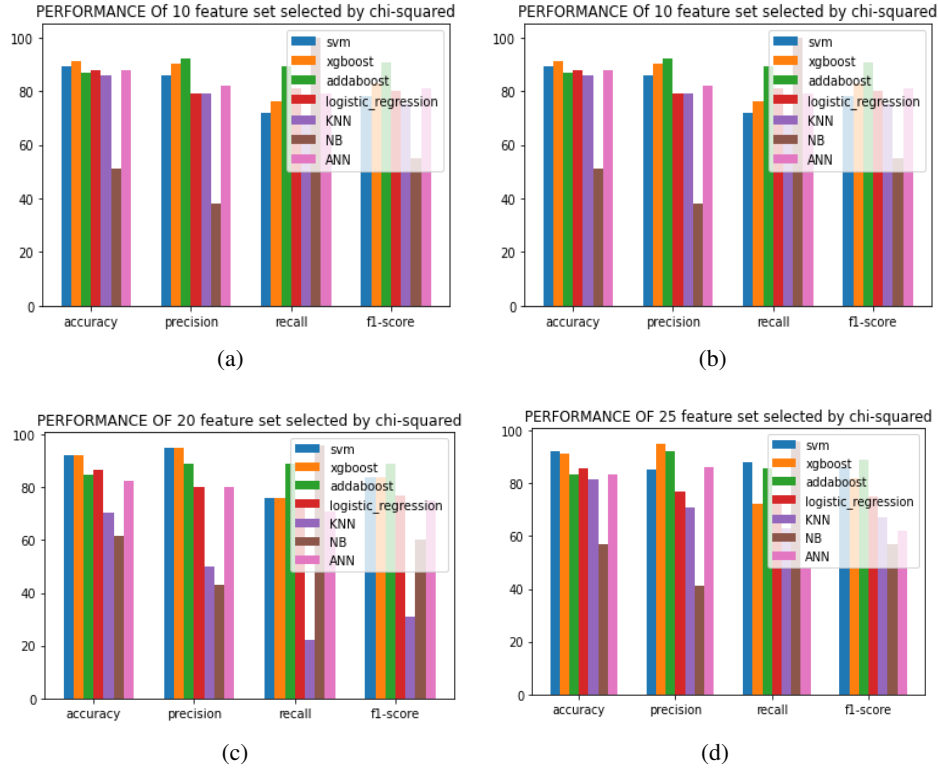 PERFORMANCE Of 10 feature set selected by chi-squared
100
80
60
40
20
0
svm
xgboost
addaboost
logistic_regression
KNN
NB
ANN
accuracy precision recall f1-score
(a)
PERFORMANCE Of 10 feature set selected by chi-squared
100
80
60
40
20
0
svm
xgboost
addaboost
logistic_regression
KNN
NB
ANN
accuracy precision recall f1-score
(b)
PERFORMANCE OF 20 feature set selected by chi-squared
100
80
60
40
20
0
svm
xgboost
addaboost
logistic_regression
KNN
NB
ANN
accuracy precision recall f1-score
(c)
PERFORMANCE OF 25 feature set selected by chi-squared
100
80
60
40
20
0
svm
xgboost
addaboost
logistic_regression
KNN
NB
ANN
accuracy precision recall f1-score
(d)